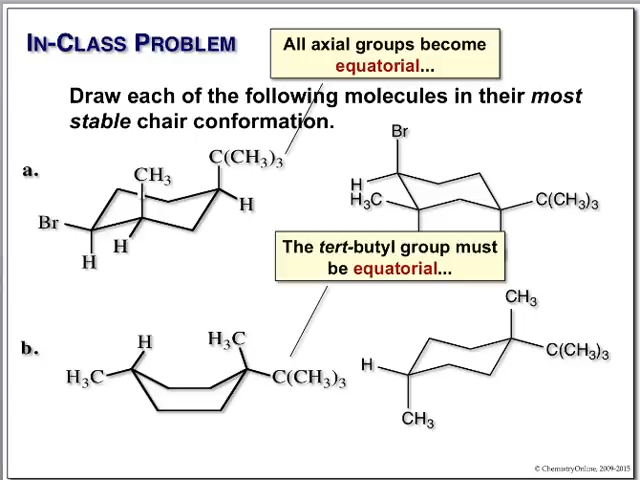 IN-CLASS PROBLEM
All axial groups become
equatorial...
Draw each of the following molecules in their most
stable chair conformation.
a.
CH3
C(CH3)3
Br
H
H
H
Br
H
H3C
C(CH3)3
The tert-butyl group must
be equatorial...
b.
H
H3C
H3C
C(CH3)3
CH3
C(CH3)3
H
CH3
© ChemistryOnline, 2009-2015